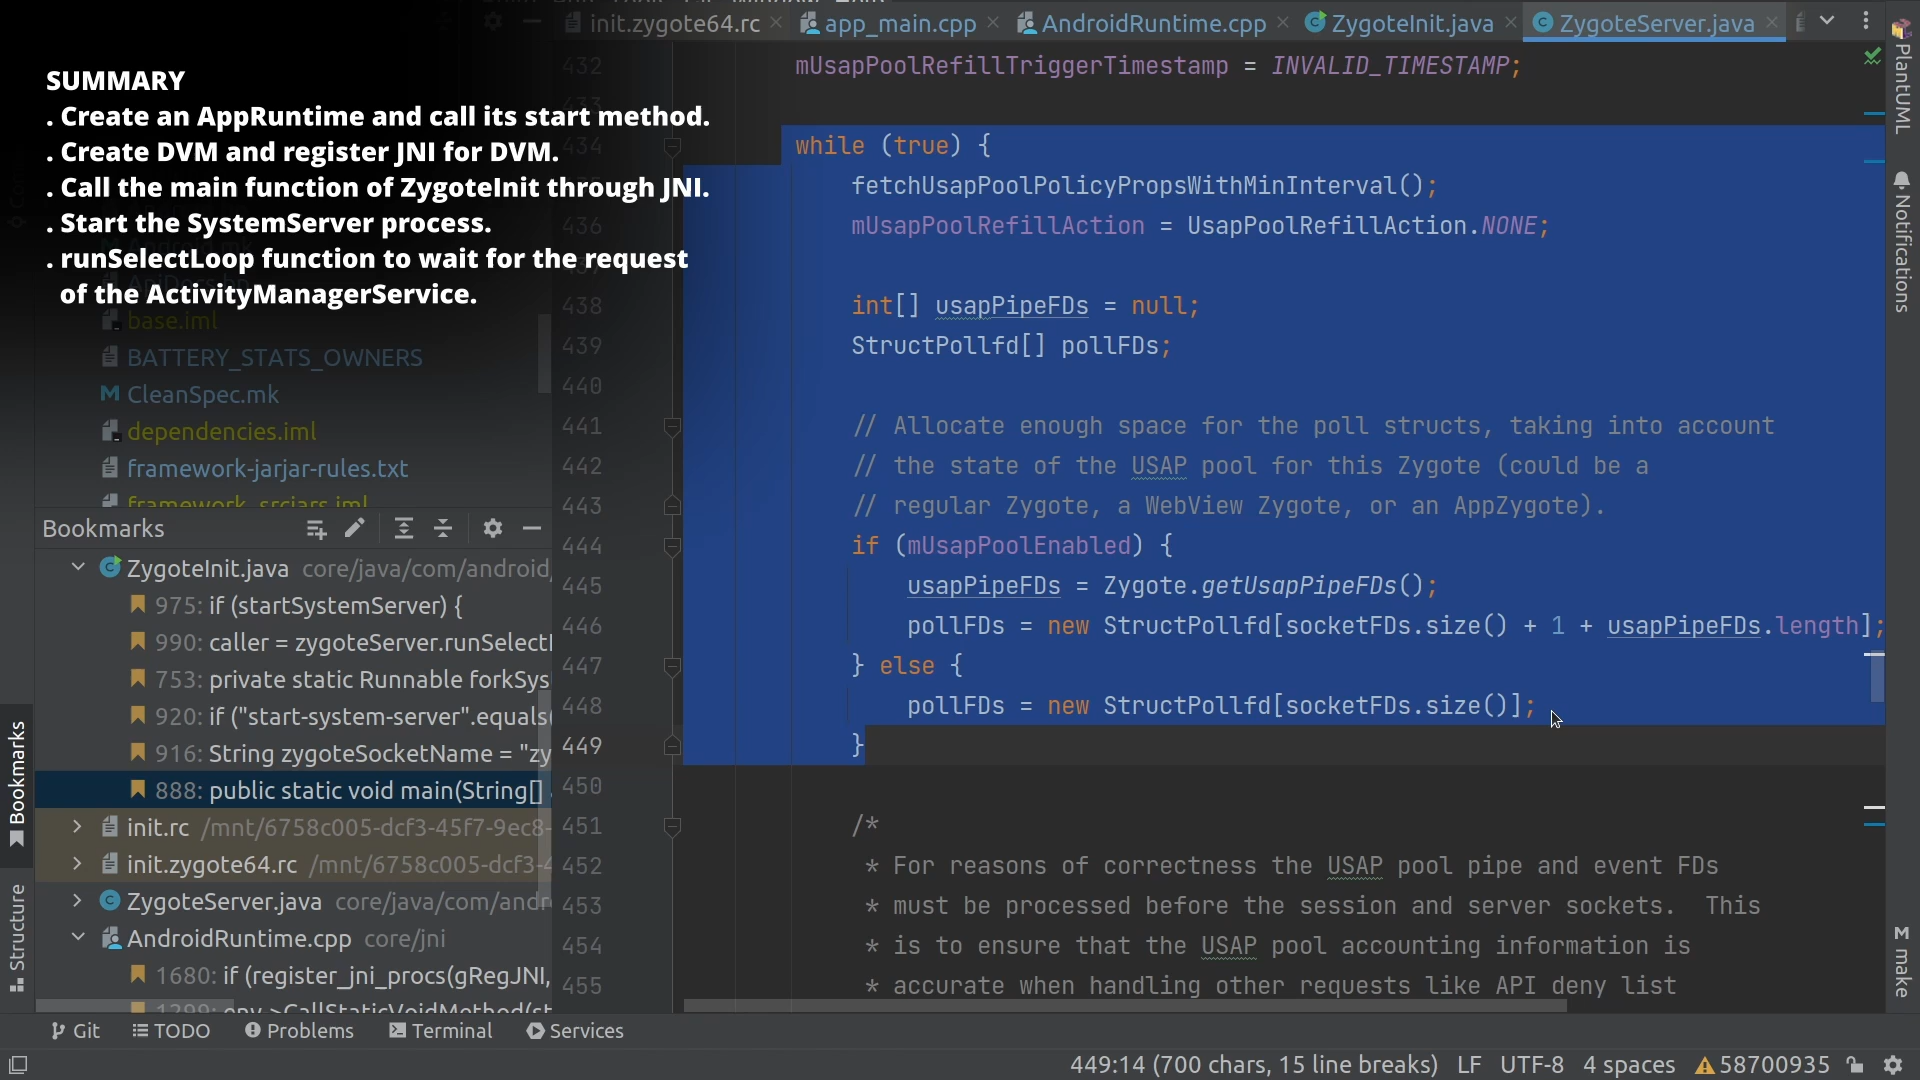 init.zygote64.rc
app_main.cpp
AndroidRuntime.cpp
ZygoteInit.java
ZygoteServer.java
SUMMARY
. Create an AppRuntime and call its start method.
. Create DVM and register JNI for DVM.
. Call the main function of ZygoteInit through JNI.
. Start the SystemServer process.
. runSelectLoop function to wait for the request
of the ActivityManagerService.
base.iml
BATTERY_STATS_OWNERS
CleanSpec.mk
dependencies.iml
framework-jarjar-rules.txt
framework_srcjars.iml
Bookmarks
ZygoteInit.java core/java/com/android/
975: if (startSystemServer) {
990: caller = zygoteServer.runSelectL
753: private static Runnable forkSys
920: if ("start-system-server".equals(
916: String zygoteSocketName = "zy
888: public static void main(String[]
init.rc /mnt/6758c005-dcf3-45f7-9ec8-
init.zygote64.rc /mnt/6758c005-dcf3-4
ZygoteServer.java core/java/com/andr
AndroidRuntime.cpp core/jni
1680: if (register_jni_procs(gRegJNI,
1299: env->CallStaticVoidMethod(st
432 mUsapPoolRefillTriggerTimestamp = INVALID_TIMESTAMP;
433
434 while (true) {
fetchUsapPoolPolicyPropsWithMinInterval();
436 mUsapPoolRefillAction = UsapPoolRefillAction.NONE;
438 int[] usapPipeFDs = null;
439 StructPollfd[] pollFDs;
440
441 // Allocate enough space for the poll structs, taking into account
442 // the state of the USAP pool for this Zygote (could be a
443 // regular Zygote, a WebView Zygote, or an AppZygote).
444 if (mUsapPoolEnabled) {
445 usapPipeFDs = Zygote.getUsapPipeFDs();
446 pollFDs = new StructPollfd[socketFDs.size() + 1 + usapPipeFDs.length];
447 } else {
448 pollFDs = new StructPollfd[socketFDs.size()];
449 }
450
451 /*
452 * For reasons of correctness the USAP pool pipe and event FDs
453 * must be processed before the session and server sockets.  This
454 * is to ensure that the USAP pool accounting information is
455 * accurate when handling other requests like API deny list
PlantUML
Notifications
M make
Bookmarks
Structure
Git
TODO
Problems
Terminal
Services
449:14 (700 chars, 15 line breaks)
LF
UTF-8
4 spaces
58700935